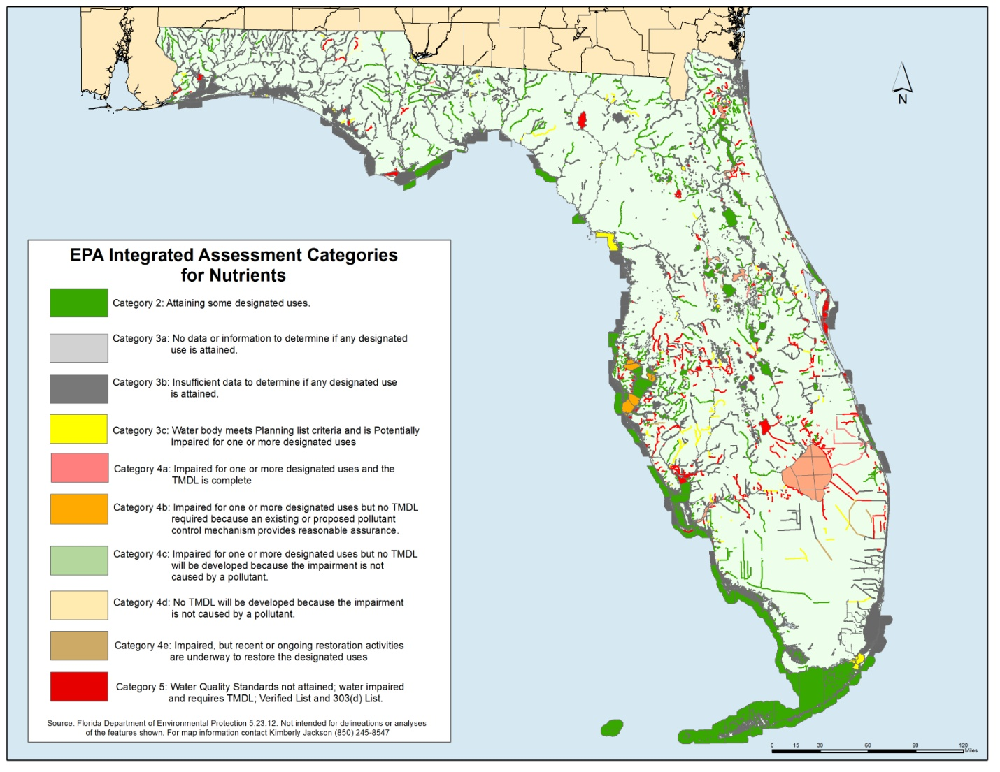 N
EPA Integrated Assessment Categories
for Nutrients
Category 2: Attaining some designated uses.
Category 3a: No data or information to determine if any designated
use is attained.
Category 3b: Insufficient data to determine if any designated use
is attained.
Category 3c: Water body meets Planning list criteria and is Potentially
Impaired for one or more designated uses
Category 4a: Impaired for one or more designated uses and the
TMDL is complete
Category 4b: Impaired for one or more designated uses but no TMDL
required because an existing or proposed pollutant
control mechanism provides reasonable assurance.
Category 4c: Impaired for one or more designated uses but no TMDL
will be developed because the impairment is not
caused by a pollutant.
Category 4d: No TMDL will be developed because the impairment
is not caused by a pollutant.
Category 4e: Impaired, but recent or ongoing restoration activities
are underway to restore the designated uses
Category 5: Water Quality Standards not attained; water impaired
and requires TMDL; Verified List and 303(d) List.
Source: Florida Department of Environmental Protection 5.23.12. Not intended for delineations or analyses
of the features shown. For map information contact Kimberly Jackson (850) 245-8547
0 15 30 60 90 120
Miles